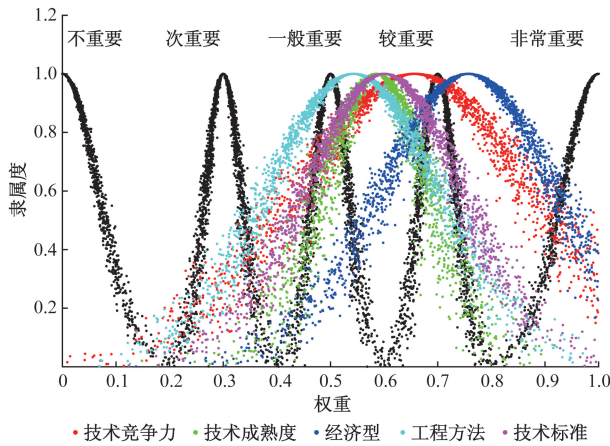 1.2
不重要 次重要 一般重要 较重要 非常重要
1.0
0.8
隶属度
0.6
0.4
0.2
0 0.1 0.2 0.3 0.4 0.5 0.6 0.7 0.8 0.9 1.0
权重
技术竞争力 技术成熟度 经济型 工程方法 技术标准